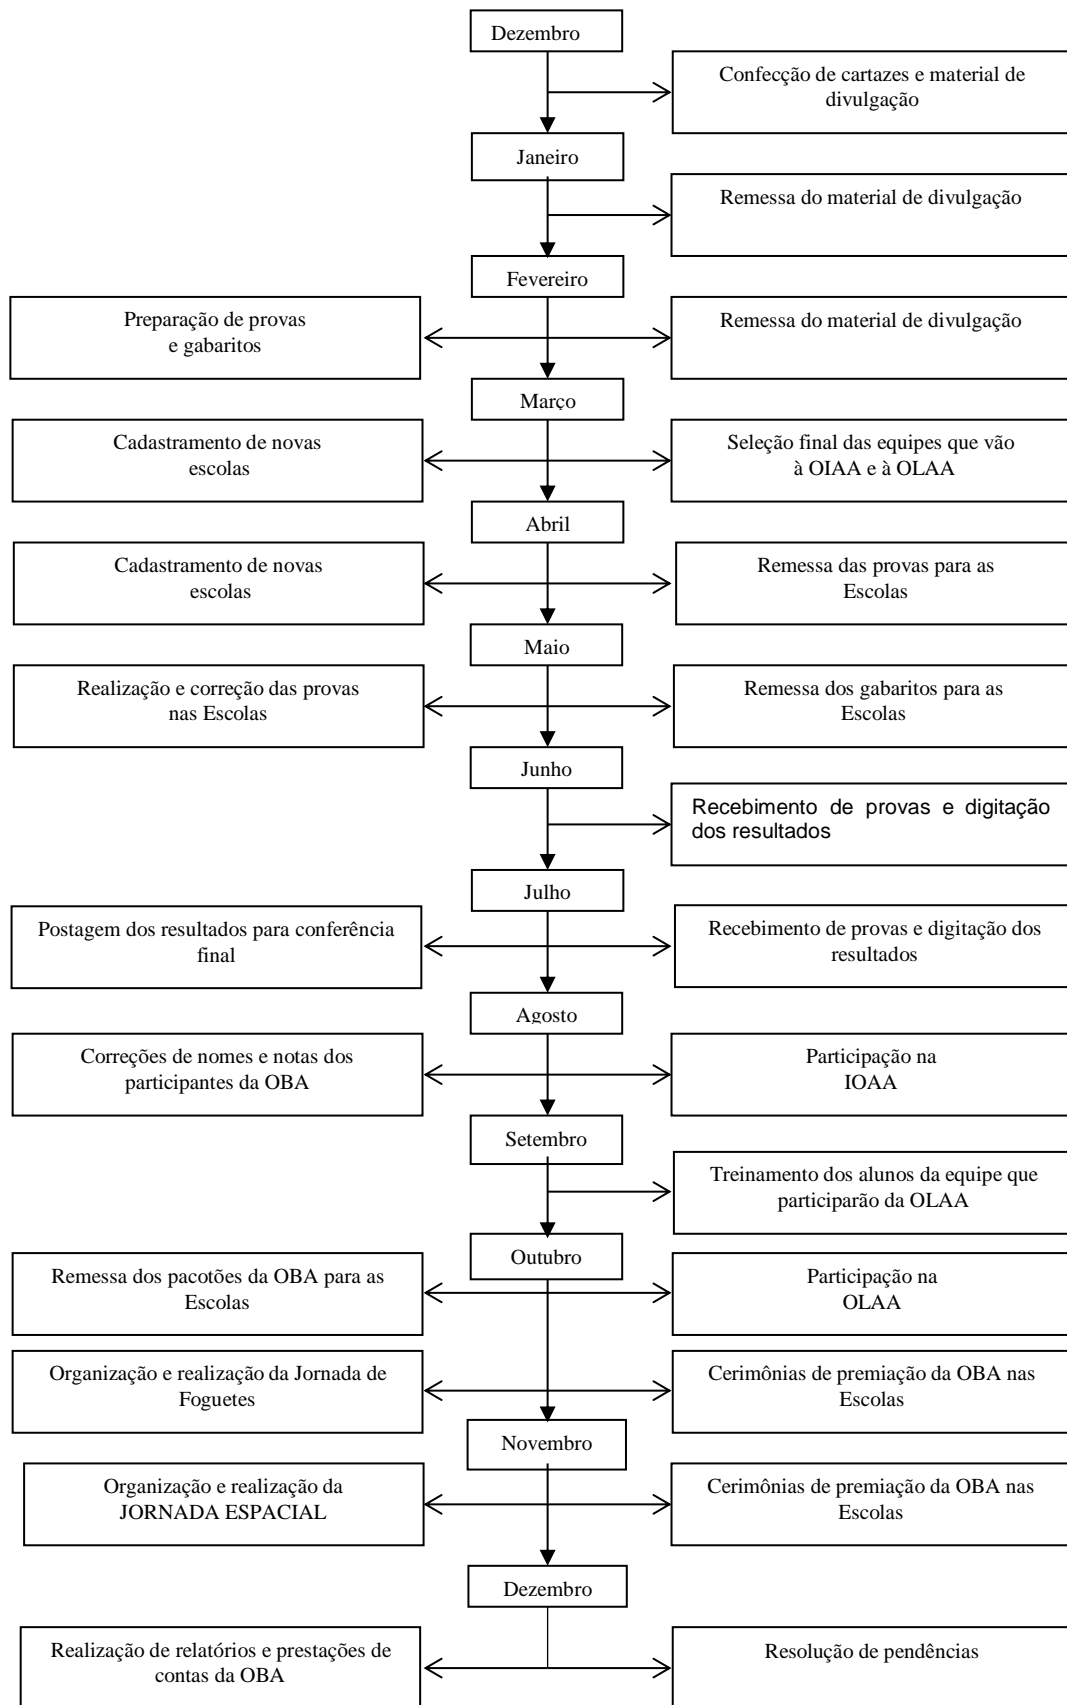 Dezembro
Confecção de cartazes e material de
divulgação
Janeiro
Remessa do material de divulgação
Fevereiro
Preparação de provas
e gabaritos
Remessa do material de divulgação
Março
Cadastramento de novas
escolas
Seleção final das equipes que vão
à OIAA e à OLAA
Abril
Cadastramento de novas
escolas
Remessa das provas para as
Escolas
Maio
Realização e correção das provas
nas Escolas
Remessa dos gabaritos para as
Escolas
Junho
Recebimento de provas e digitação
dos resultados
Julho
Postagem dos resultados para conferência
final
Recebimento de provas e digitação dos
resultados
Agosto
Correções de nomes e notas dos
participantes da OBA
Participação na
IOAA
Setembro
Treinamento dos alunos da equipe que
participarão da OLAA
Outubro
Remessa dos pacotões da OBA para as
Escolas
Participação na
OLAA
Organização e realização da Jornada de
Foguetes
Cerimônias de premiação da OBA nas
Escolas
Novembro
Organização e realização da
JORNADA ESPACIAL
Cerimônias de premiação da OBA nas
Escolas
Dezembro
Realização de relatórios e prestações de
contas da OBA
Resolução de pendências